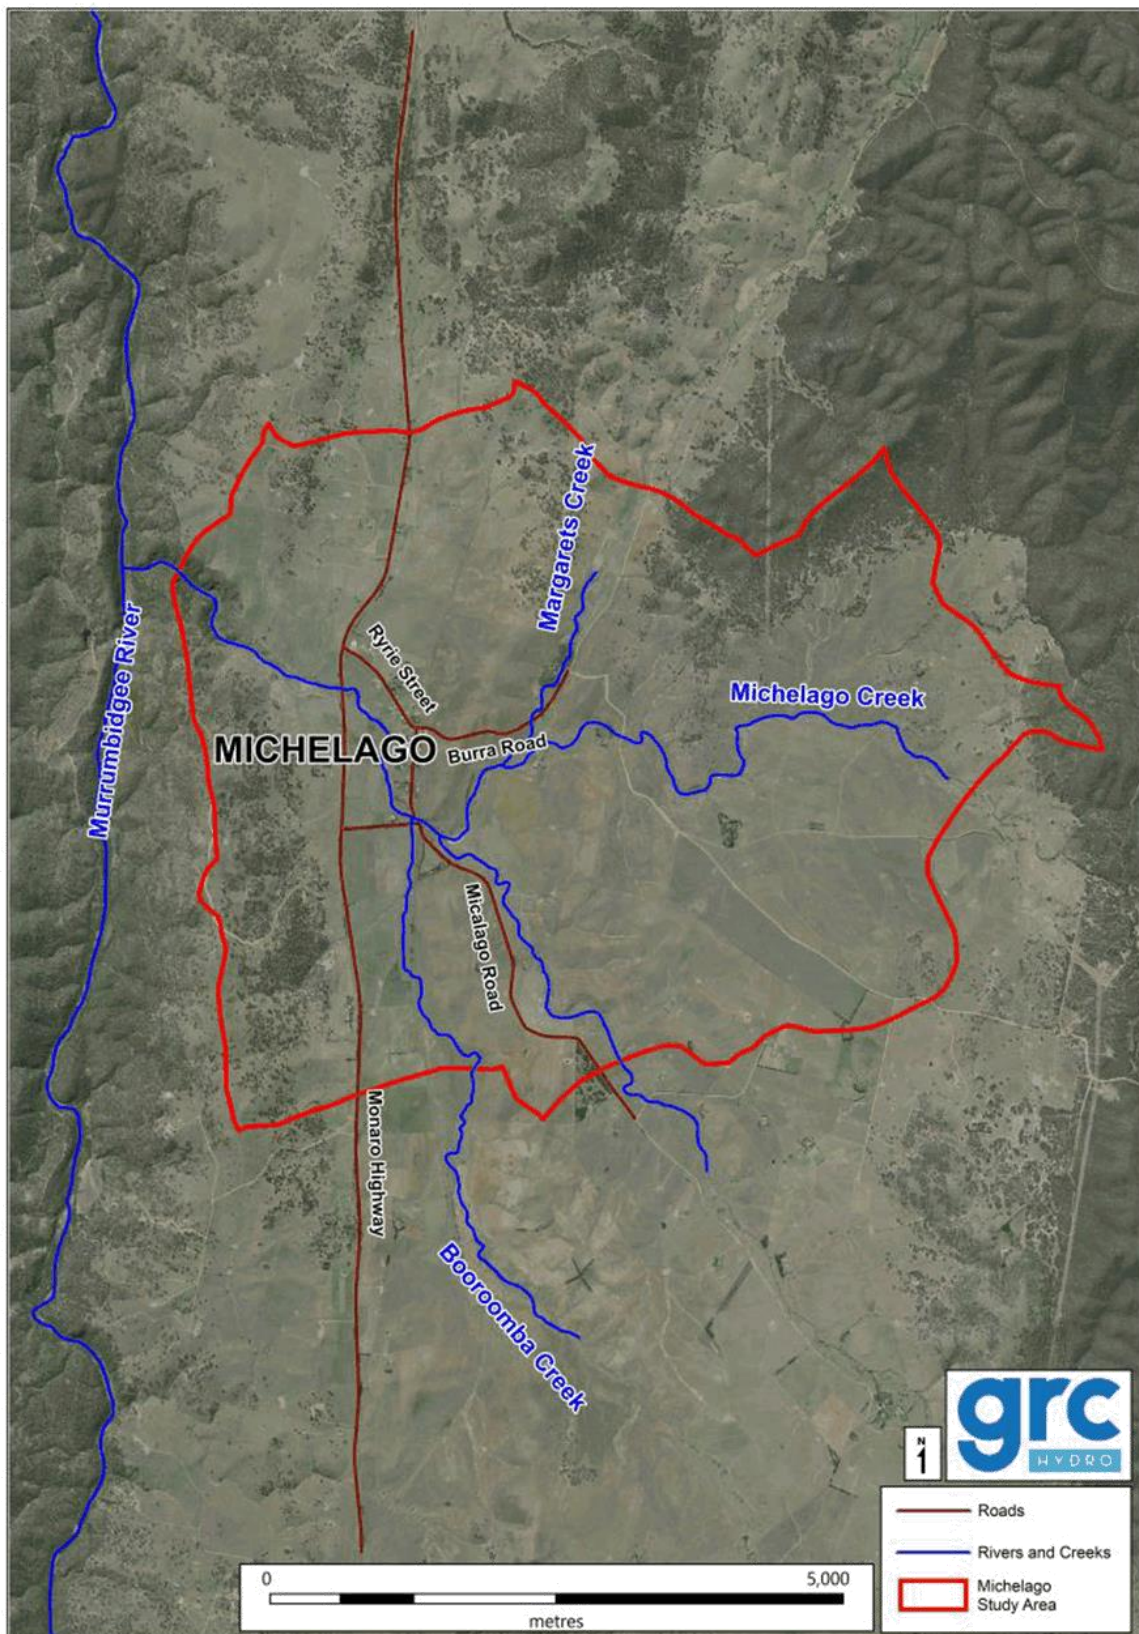 Margarets Creek
Ryrie Street
Michelago Creek
Murrumbidgee River
MICHELAGO
Burra Road
Micalago Road
Monaro Highway
Booroomba Creek
grc
HYDRO
N
1
Roads
Rivers and Creeks
Michelago
Study Area
0 5,000
metres